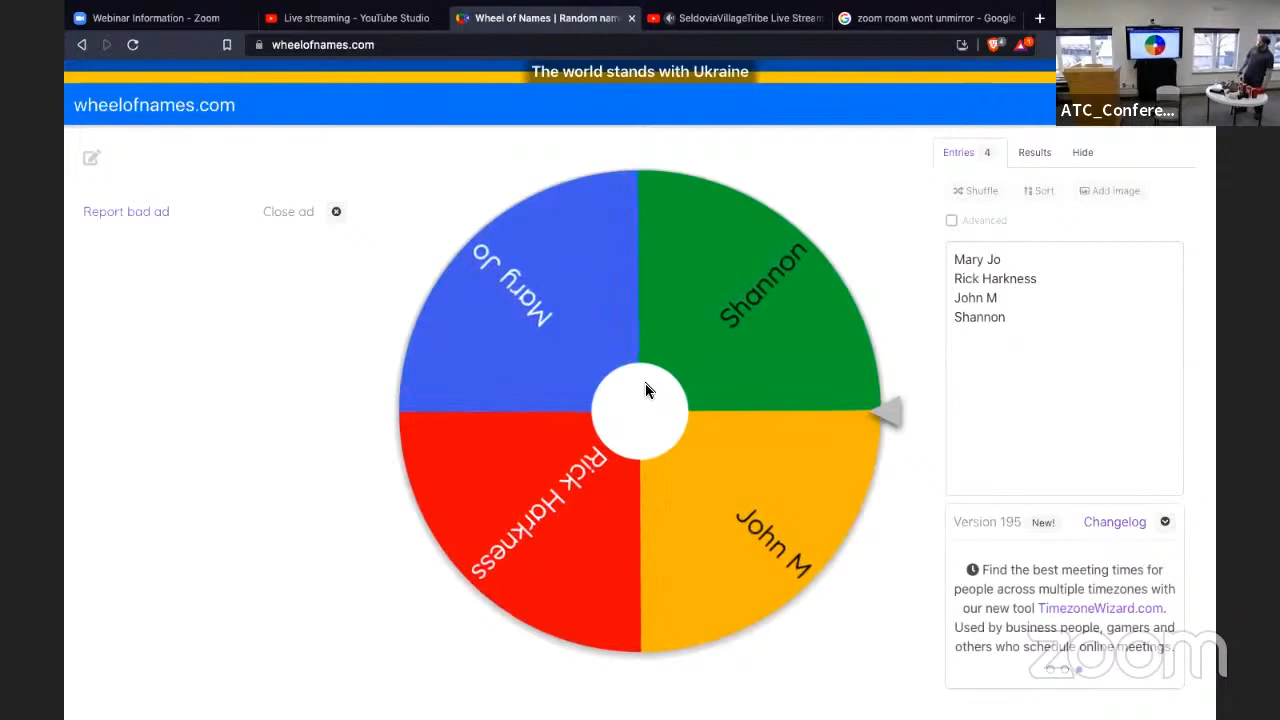 Webinar Information - Zoom
Live streaming - YouTube Studio
Wheel of Names | Random nam
SeldoviaVillageTribe Live Stream
zoom room wont unmirror - Google
wheelofnames.com
The world stands with Ukraine
wheelofnames.com
ATC_Confere...
Entries 4
Results
Hide
Shuffle
Sort
Add image
Advanced
Report bad ad
Close ad
Mary Jo
Shannon
Rick Harkness
John M
Mary Jo
Rick Harkness
John M
Shannon
Version 195 New!
Changelog
Find the best meeting times for
people across multiple timezones with
our new tool TimezoneWizard.com.
Used by business people, gamers and
others who schedule online meetings.
zoom